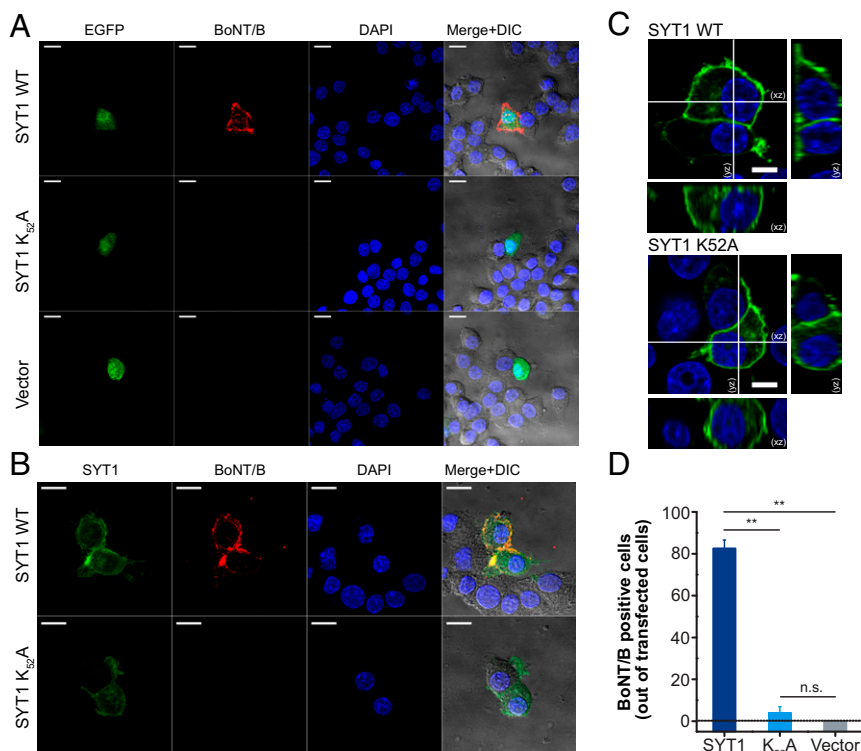 A
EGFP BoNT/B DAPI Merge+DIC
SYT1 WT
SYT1 K52A
Vector
B
SYT1 BoNT/B DAPI Merge+DIC
SYT1 WT
SYT1 K52A
C
SYT1 WT
(xz)
(yz)
(yz)
(xz)
SYT1 K52A
(xz)
(yz)
(yz)
(xz)
D
BoNT/B positive cells
(out of transfected cells)
100
80
60
40
20
0
**
**
n.s.
SYT1 Vector